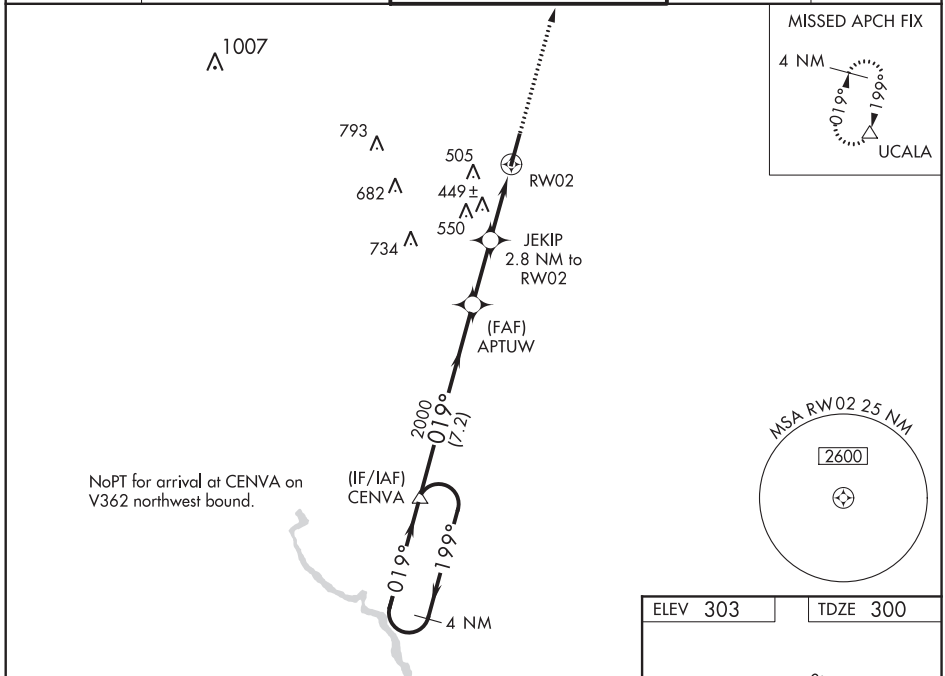 MISSED APCH FIX
4 NM
019°
199°
UCALA
1007
793
682
734
505
449±
550
RW02
JEKIP
2.8 NM to
RW02
(FAF)
APTUW
2000
019°
(7.2)
NoPT for arrival at CENVA on
V362 northwest bound.
(IF/IAF)
CENVA
019°
199°
4 NM
MSA RW02 25 NM
2600
ELEV 303
TDZE 300